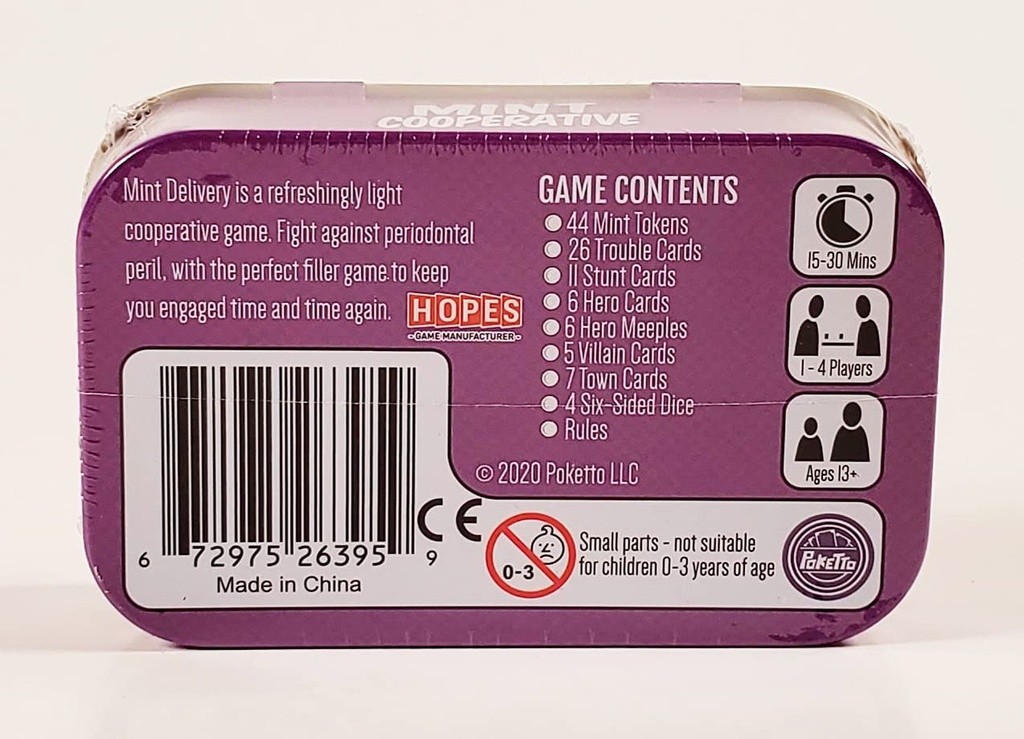 MINT
COOPERATIVE
Mint Delivery is a refreshingly light
cooperative game. Fight against periodontal
peril, with the perfect filler game to keep
you engaged time and time again.
HOPES
-GAME MANUFACTURER-
GAME CONTENTS
44 Mint Tokens
26 Trouble Cards
11 Stunt Cards
6 Hero Cards
6 Hero Meeples
5 Villain Cards
7 Town Cards
4 Six-Sided Dice
Rules
© 2020 Poketto LLC
15-30 Mins
1 - 4 Players
Ages 13+
6 72975 26395 9
Made in China
CE
0-3
Small parts - not suitable
for children 0-3 years of age
POKETTO